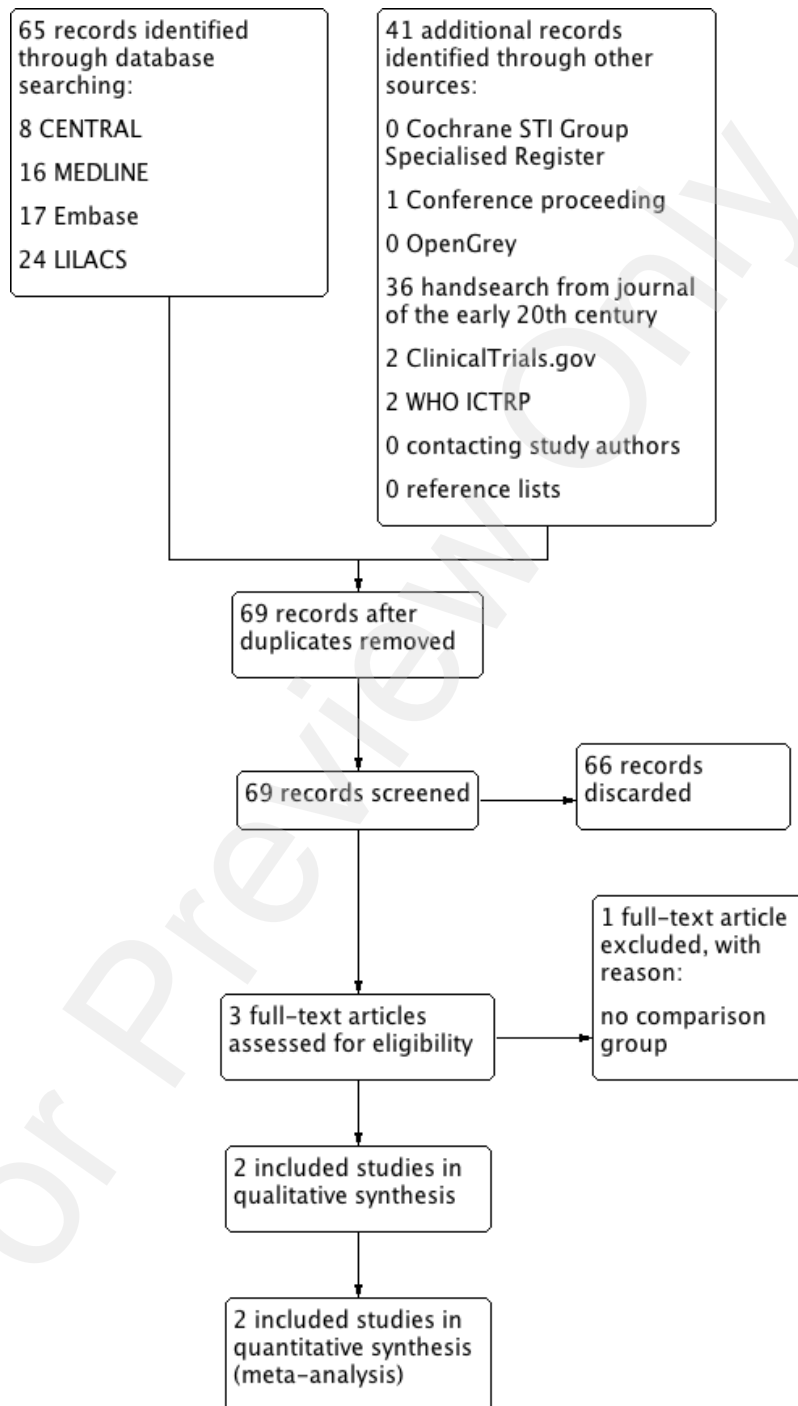 65 records identified
through database
searching:
8 CENTRAL
16 MEDLINE
17 Embase
24 LILACS
41 additional records
identified through other
sources:
0 Cochrane STI Group
Specialised Register
1 Conference proceeding
0 OpenGrey
36 handsearch from journal
of the early 20th century
2 ClinicalTrials.gov
2 WHO ICTRP
0 contacting study authors
0 reference lists
69 records after
duplicates removed
69 records screened
66 records
discarded
3 full-text articles
assessed for eligibility
1 full-text article
excluded, with
reason:
no comparison
group
2 included studies in
qualitative synthesis
2 included studies in
quantitative synthesis
(meta-analysis)
or Preview Only